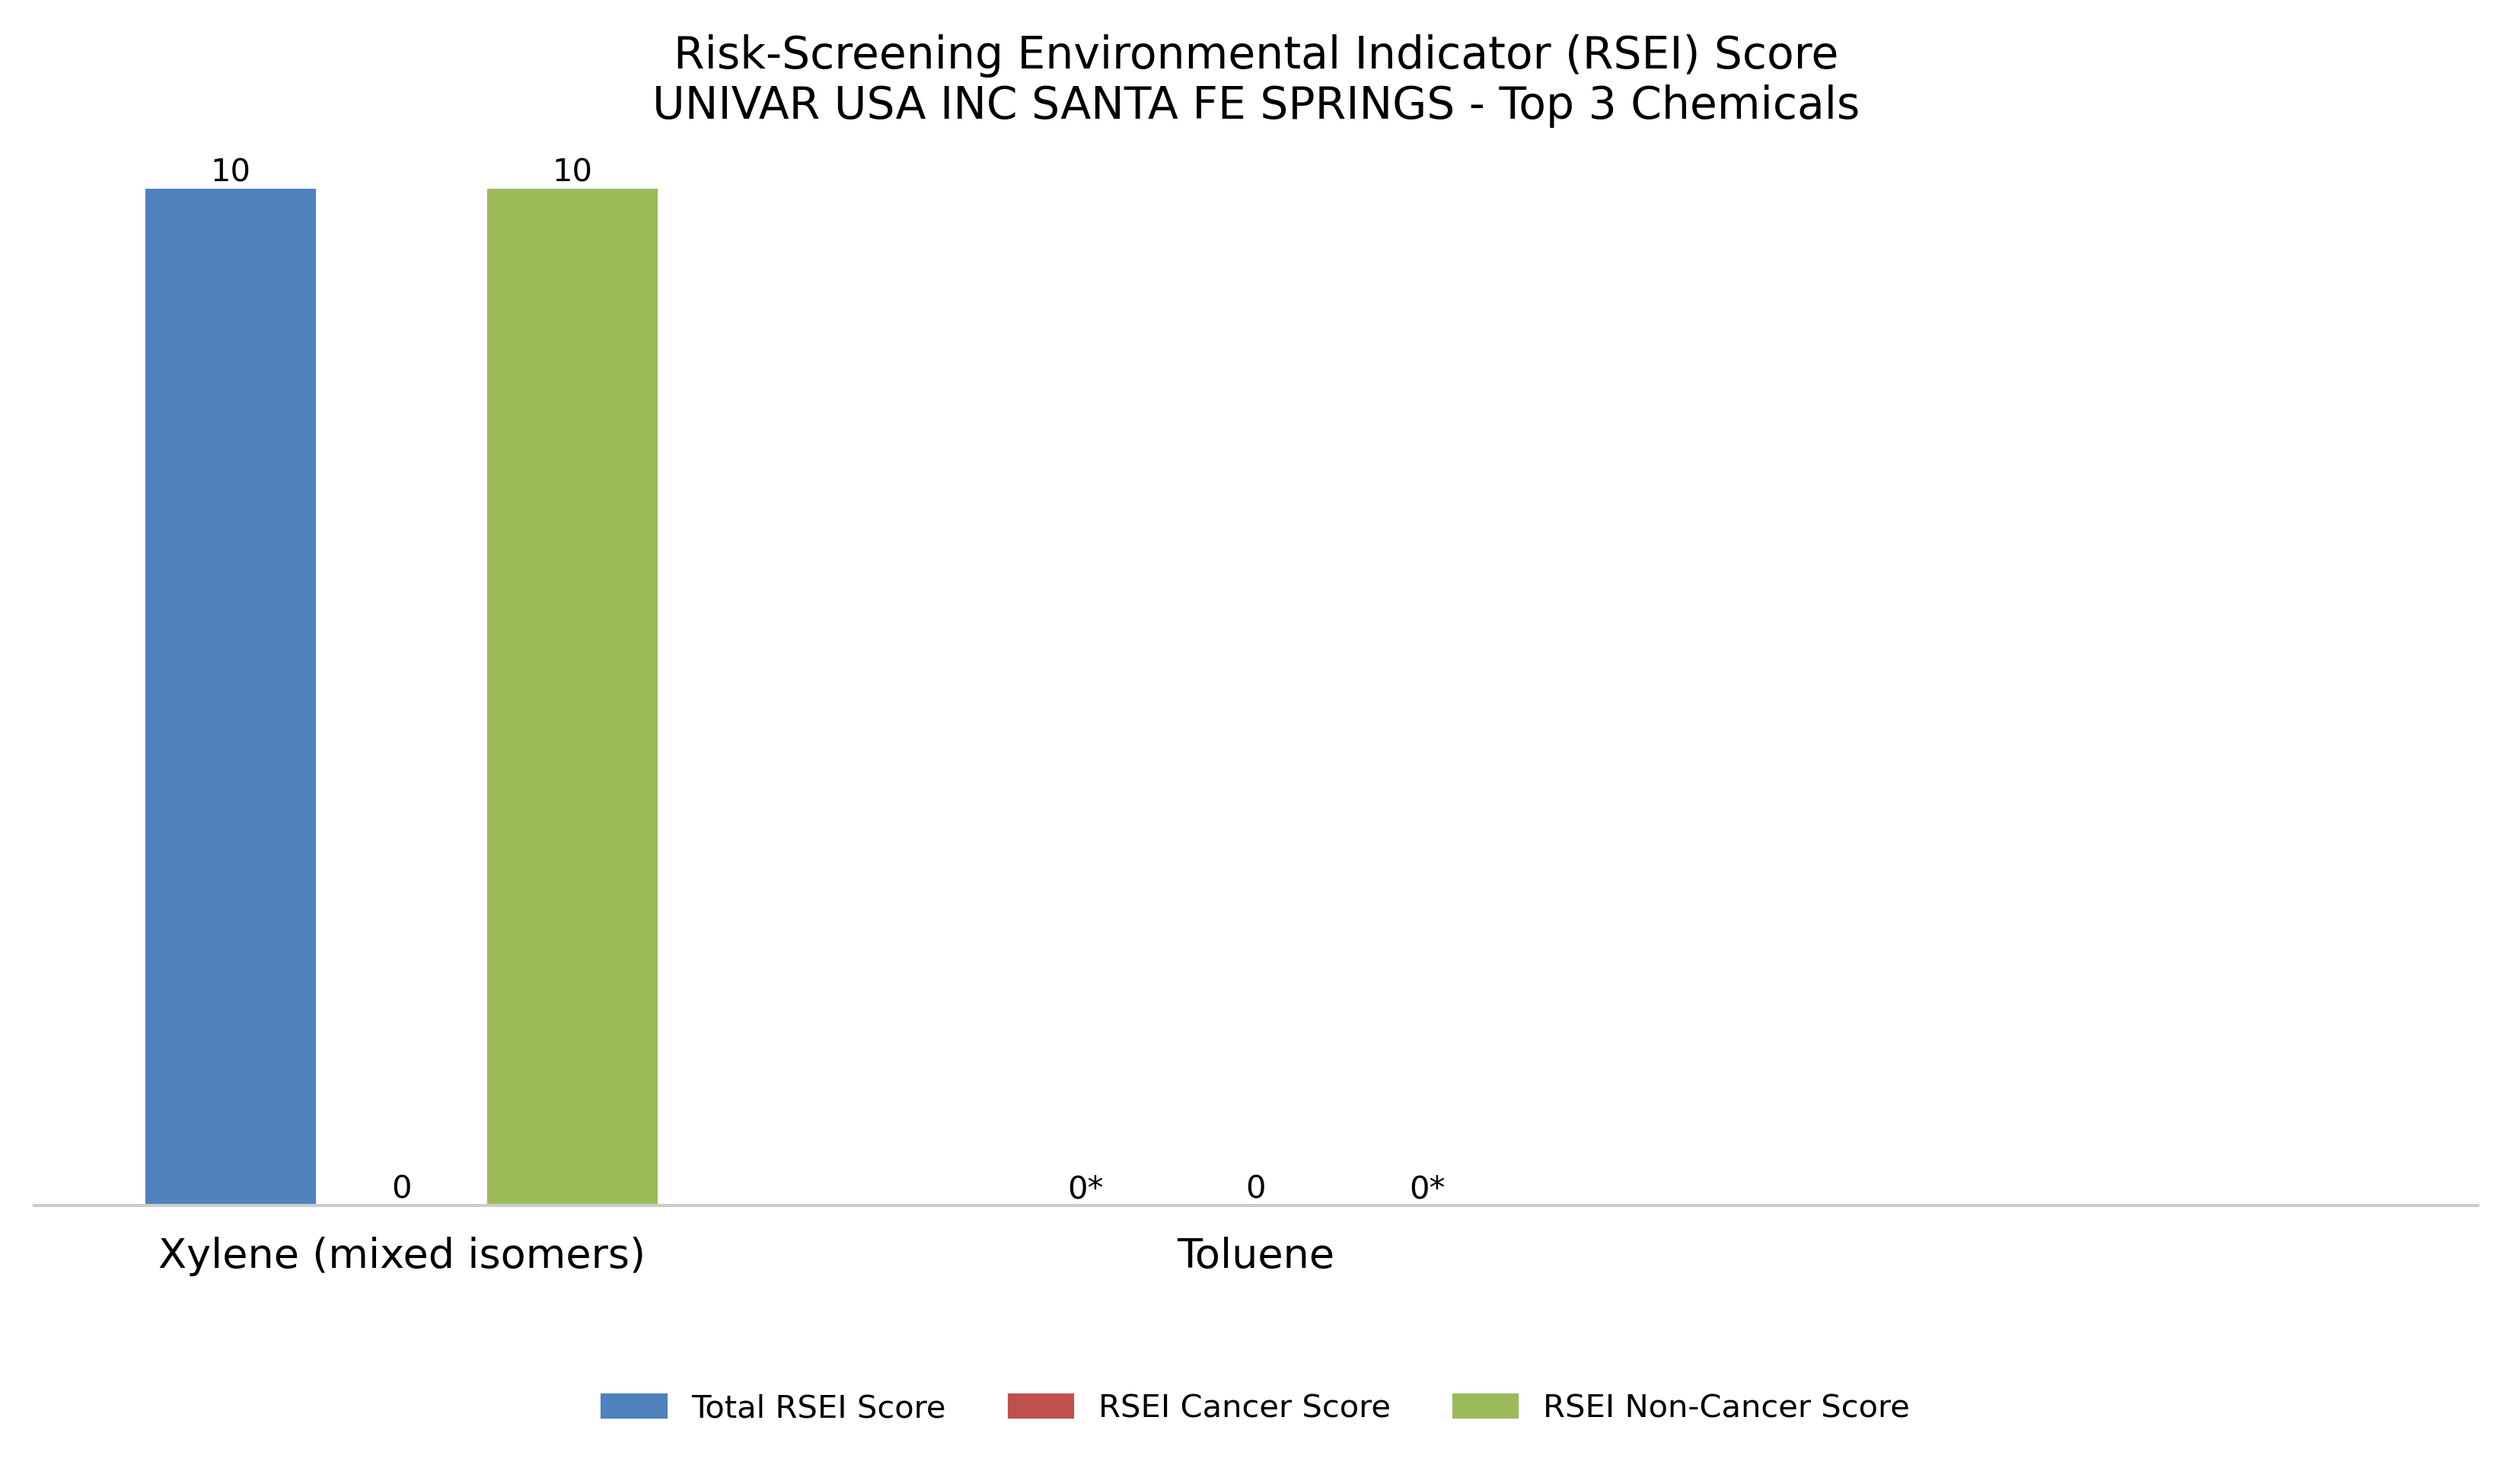 Risk-Screening Environmental Indicator (RSEI) Score
UNIVAR USA INC SANTA FE SPRINGS - Top 3 Chemicals
10
10
0
0*
0
0*
Xylene (mixed isomers)
Toluene
Total RSEI Score
RSEI Cancer Score
RSEI Non-Cancer Score